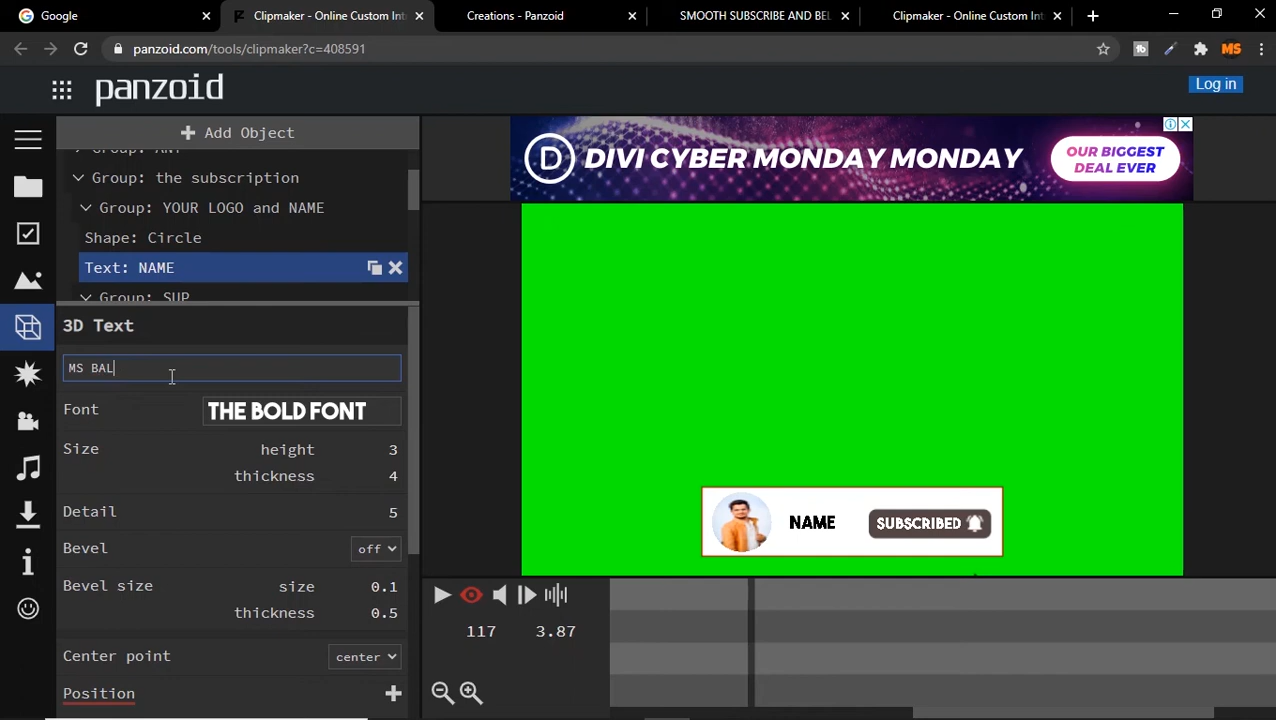 Google
Clipmaker - Online Custom Int
Creations - Panzoid
SMOOTH SUBSCRIBE AND BEL
Clipmaker - Online Custom Int
panzoid.com/tools/clipmaker?c=408591
MS
panzoid
Log in
Add Object
Group: ANY
Group: the subscription
Group: YOUR LOGO and NAME
Shape: Circle
Text: NAME
Group: SUP
3D Text
MS BAL
Font
THE BOLD FONT
Size
height 3
thickness 4
Detail 5
Bevel off
Bevel size
size 0.1
thickness 0.5
Center point center
Position
D DIVI CYBER MONDAY MONDAY
OUR BIGGEST
DEAL EVER
NAME
SUBSCRIBED
117 3.87